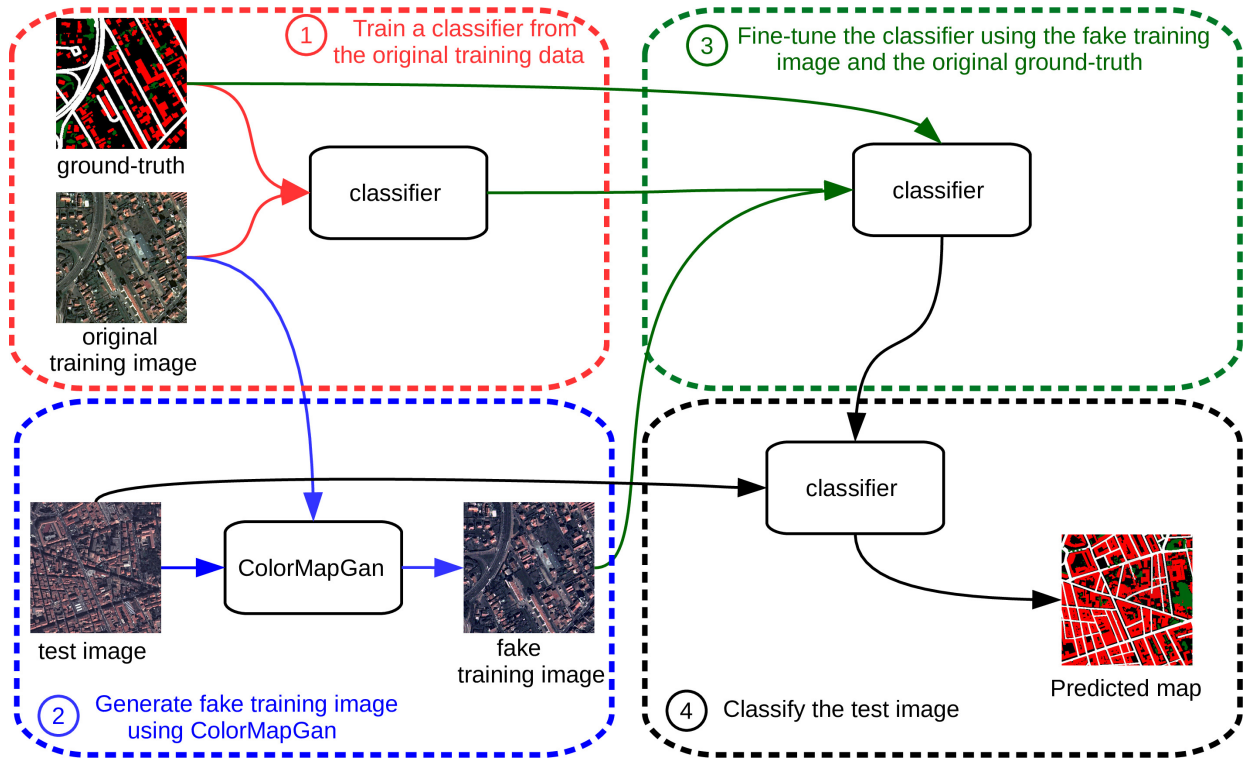 1
Train a classifier from
the original training data
ground-truth
classifier
original
training image
3
Fine-tune the classifier using the fake training
image and the original ground-truth
classifier
test image
ColorMapGan
fake
training image
2
Generate fake training image
using ColorMapGan
classifier
Predicted map
4
Classify the test image